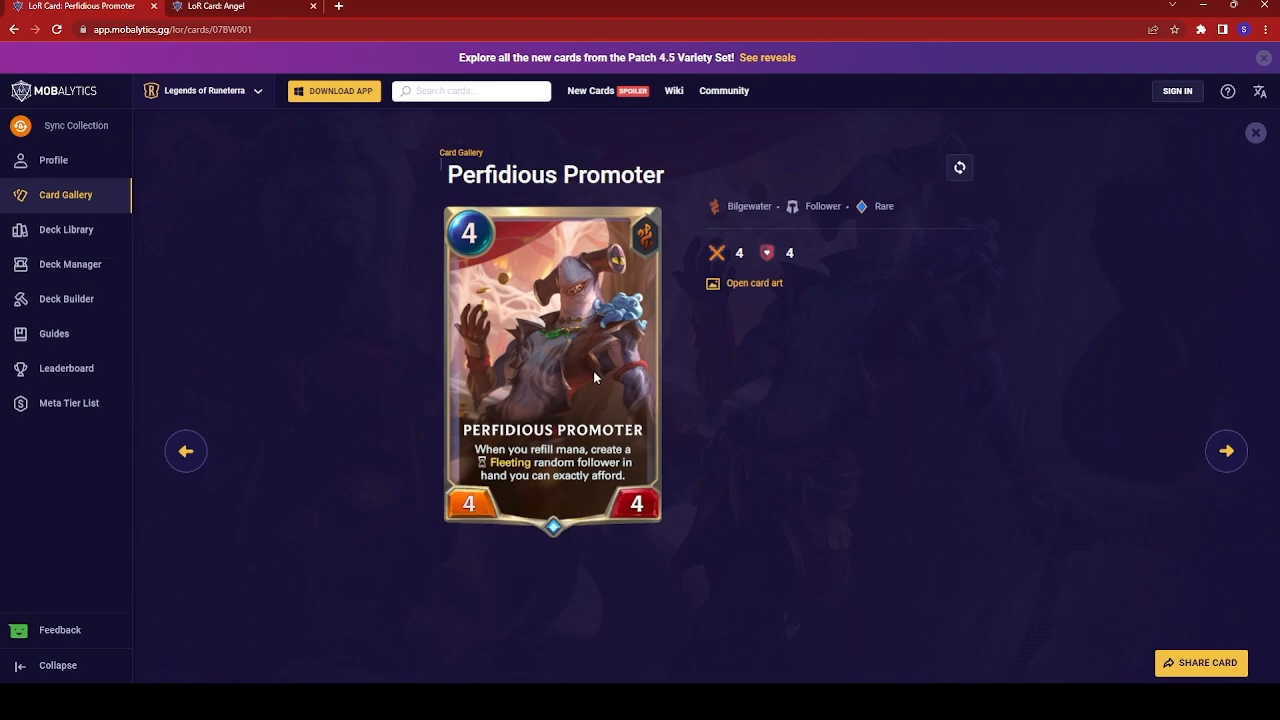 LoR Card: Perfidious Promoter
LoR Card: Angel
app.mobalytics.gg/lor/cards/07BW001
S
Explore all the new cards from the Patch 4.5 Variety Set! See reveals
MOBALYTICS
Legends of Runeterra
DOWNLOAD APP
Search cards...
New Cards SPOILER
Wiki
Community
SIGN IN
Sync Collection
Profile
Card Gallery
Deck Library
Deck Manager
Deck Builder
Guides
Leaderboard
Meta Tier List
Feedback
Collapse
Card Gallery
Perfidious Promoter
4
PERFIDIOUS PROMOTER
When you refill mana, create a
Fleeting random follower in
hand you can exactly afford.
4 4
Bilgewater • Follower • Rare
4 4
Open card art
SHARE CARD